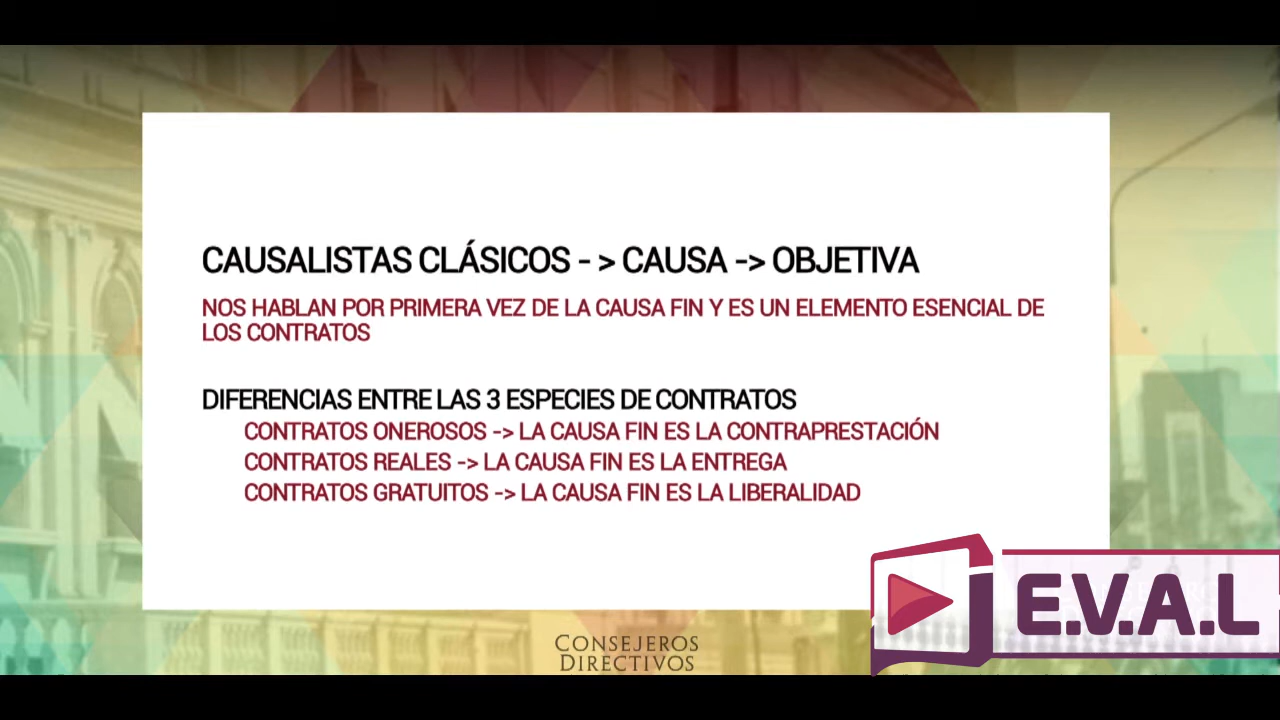 CAUSALISTAS CLÁSICOS - > CAUSA -> OBJETIVA
NOS HABLAN POR PRIMERA VEZ DE LA CAUSA FIN Y ES UN ELEMENTO ESENCIAL DE
LOS CONTRATOS
DIFERENCIAS ENTRE LAS 3 ESPECIES DE CONTRATOS
CONTRATOS ONEROSOS -> LA CAUSA FIN ES LA CONTRAPRESTACIÓN
CONTRATOS REALES -> LA CAUSA FIN ES LA ENTREGA
CONTRATOS GRATUITOS -> LA CAUSA FIN ES LA LIBERALIDAD
E.V.A.L
CONSEJEROS
DIRECTIVOS